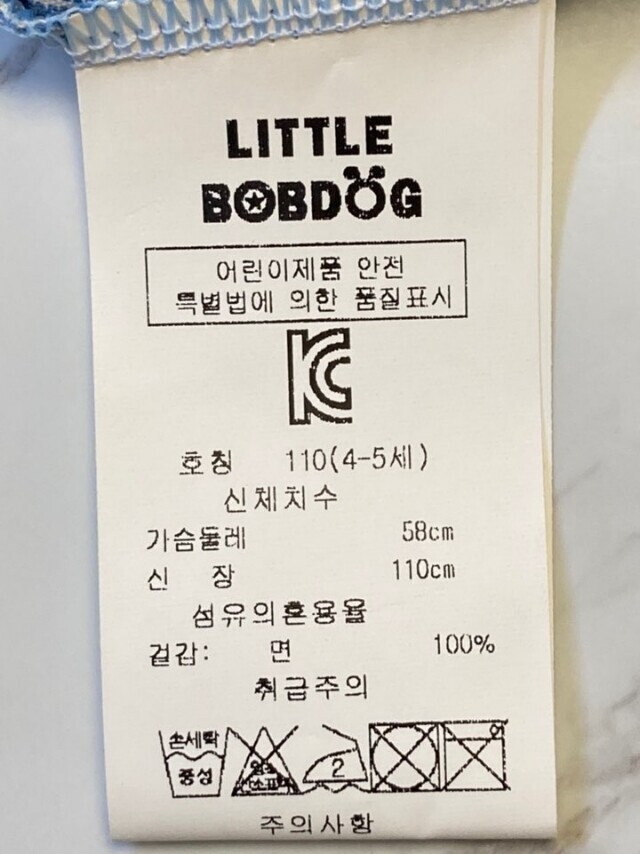 LITTLE
BOBDOG
어린이제품 안전
특별법에 의한 품질표시
KC
호칭 110(4-5세)
신체치수
가슴둘레 58cm
신 장 110cm
섬유의혼용율
겉감: 면 100%
취급주의
손세탁
중성
2
주의사항